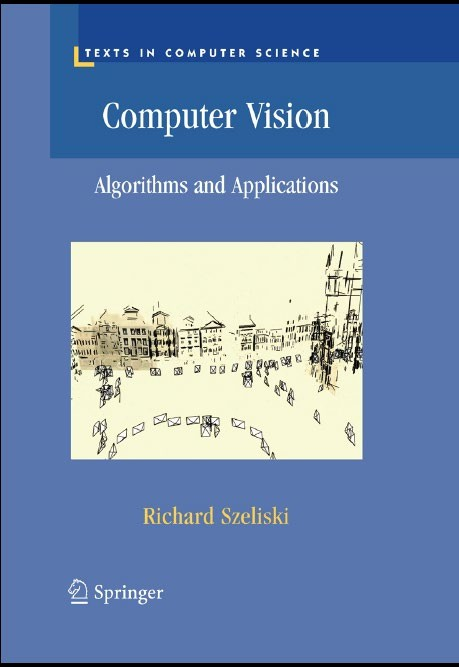 TEXTS IN COMPUTER SCIENCE
Computer Vision
Algorithms and Applications
Richard Szeliski
Springer